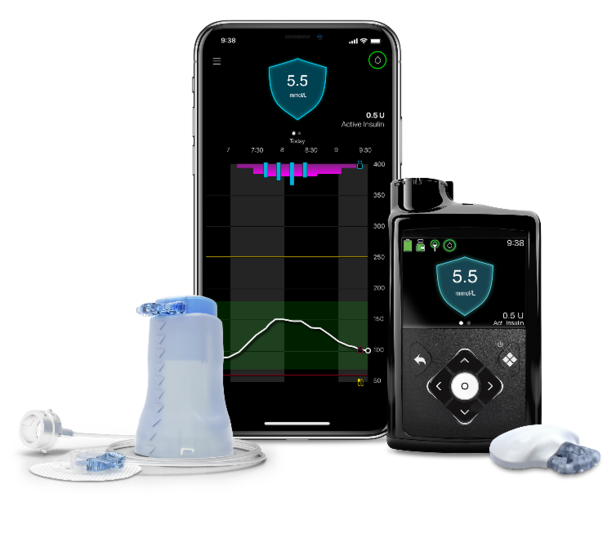 9:38
5.5
mmol/L
0.5 U
Active Insulin
Today
7 7:30 8 8:30 9 9:30
400
350
300
250
200
150
100
50
9:38
5.5
mmol/L
0.5 U
Act. Insulin